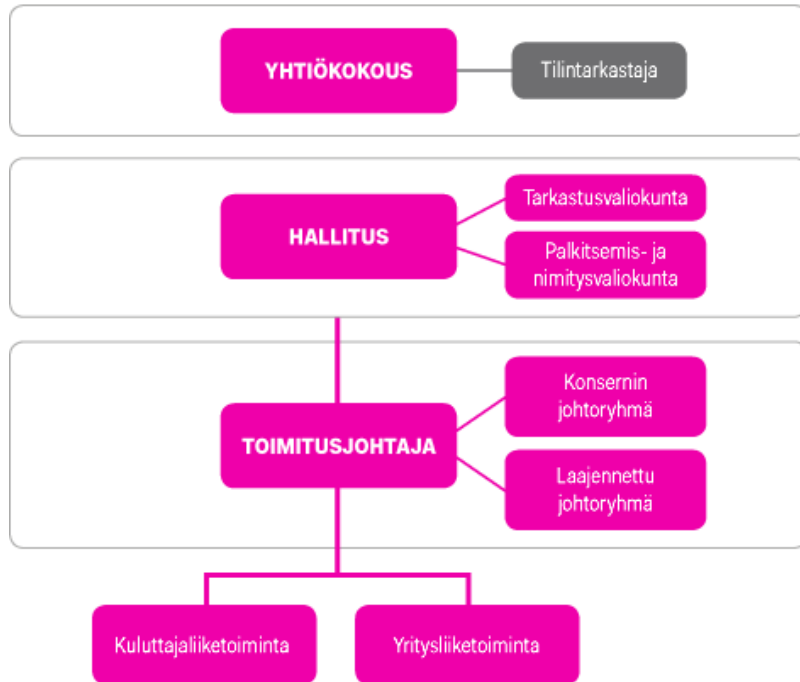 YHTIÖKOKOUS
Tilintarkastaja
HALLITUS
Tarkastusvaliokunta
Palkitsemis- ja
nimitysvaliokunta
TOIMITUSJOHTAJA
Konsernin
johtoryhmä
Laajennettu
johtoryhmä
Kuluttajaliiketoiminta
Yritysliiketoiminta